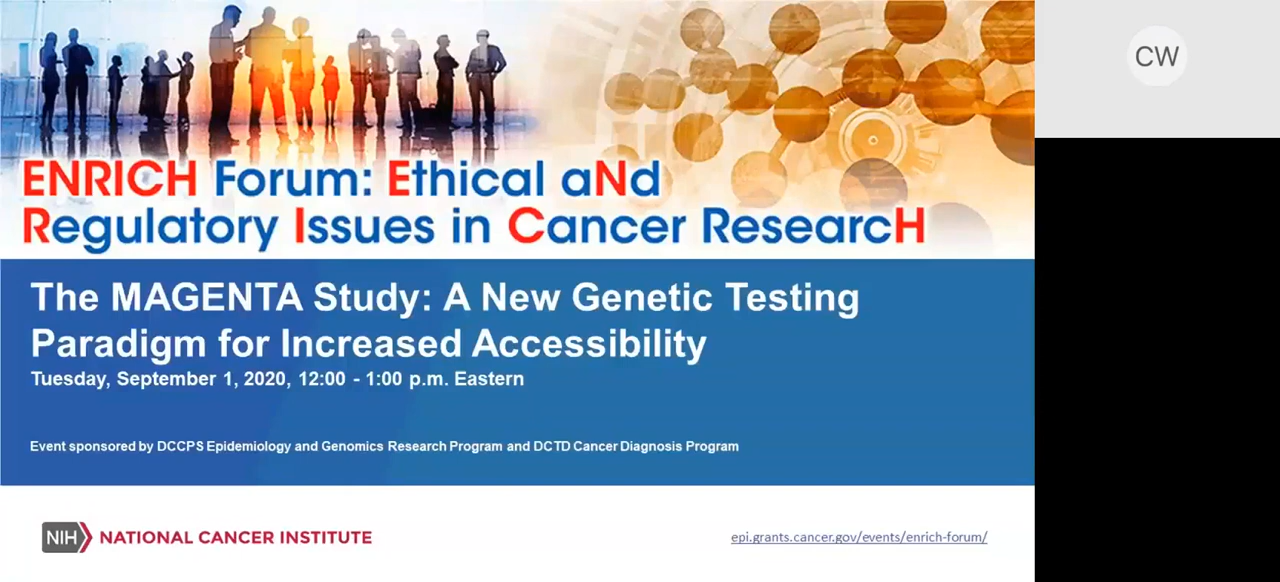 CW
ENRICH Forum: Ethical aNd
Regulatory Issues in Cancer ResearcH
The MAGENTA Study: A New Genetic Testing
Paradigm for Increased Accessibility
Tuesday, September 1, 2020, 12:00 - 1:00 p.m. Eastern
Event sponsored by DCCPS Epidemiology and Genomics Research Program and DCTD Cancer Diagnosis Program
NIH NATIONAL CANCER INSTITUTE
epi.grants.cancer.gov/events/enrich-forum/